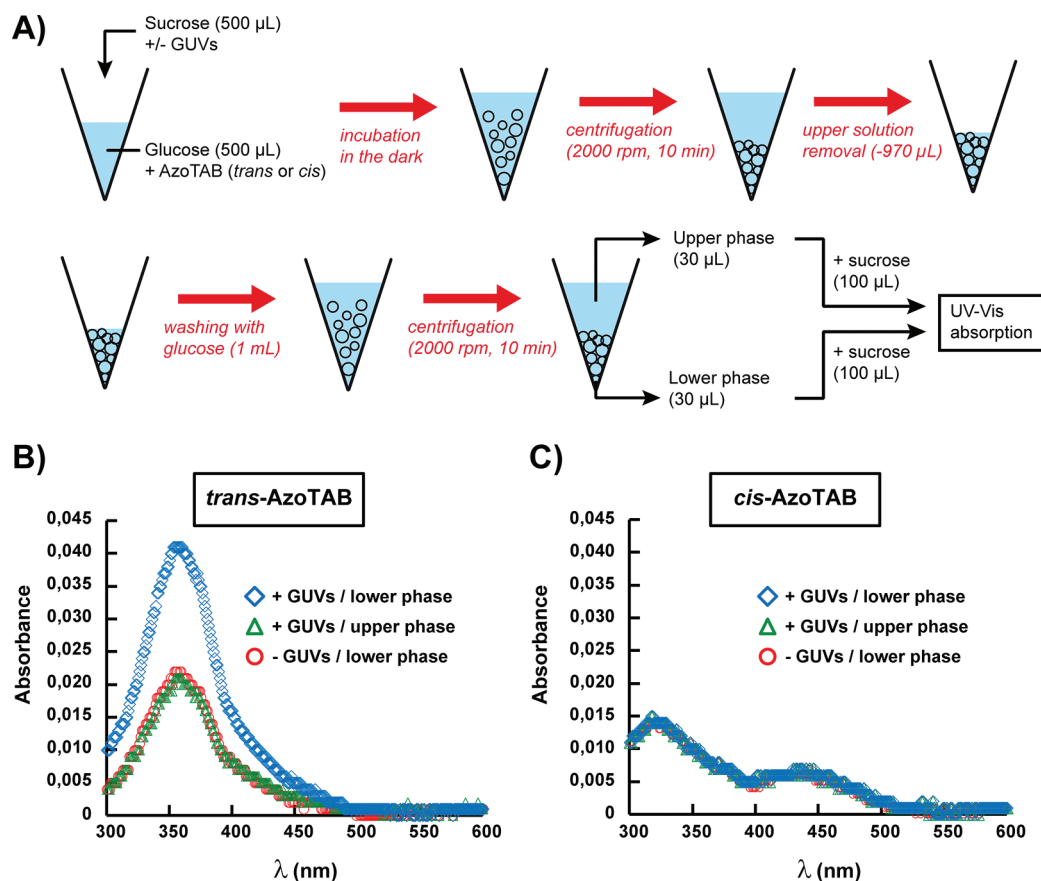 A)
Sucrose (500 µL)
+/- GUVs
Glucose (500 µL)
+ AzoTAB (trans or cis)
incubation
in the dark
centrifugation
(2000 rpm, 10 min)
upper solution
removal (-970 µL)
washing with
glucose (1 mL)
centrifugation
(2000 rpm, 10 min)
Upper phase
(30 µL)
+ sucrose
(100 µL)
Lower phase
(30 µL)
+ sucrose
(100 µL)
UV-Vis
absorption
B)
trans-AzoTAB
0,045
0,040
0,035
0,030
0,025
0,020
0,015
0,010
0,005
0
Absorbance
+ GUVs / lower phase
+ GUVs / upper phase
- GUVs / lower phase
300 350 400 450 500 550 600
λ (nm)
C)
cis-AzoTAB
0,045
0,040
0,035
0,030
0,025
0,020
0,015
0,010
0,005
0
Absorbance
+ GUVs / lower phase
+ GUVs / upper phase
- GUVs / lower phase
300 350 400 450 500 550 600
λ (nm)